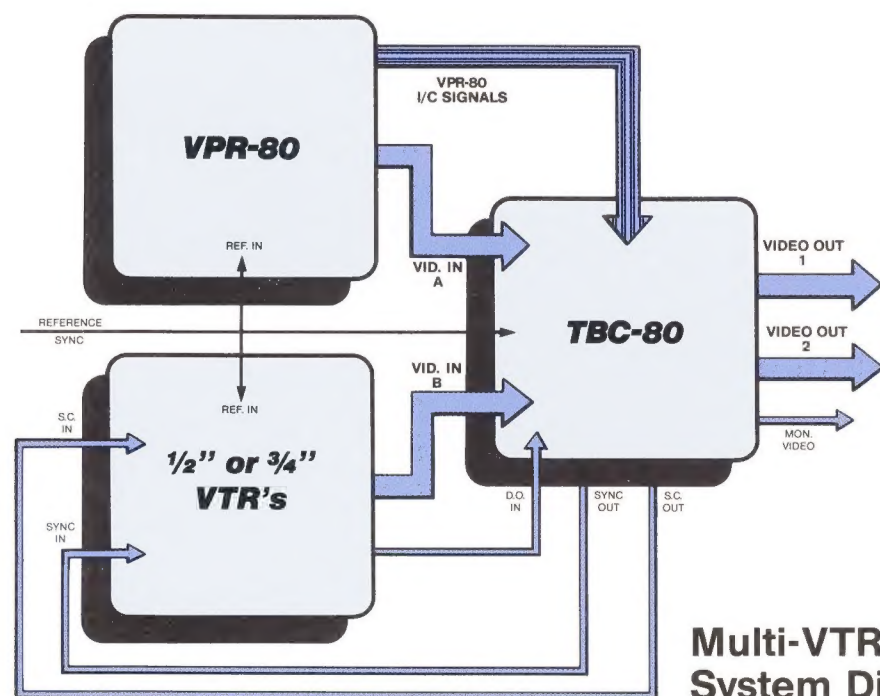 VPR-80
I/C SIGNALS
VPR-80
REF. IN
VID. IN
A
VIDEO OUT
1
REFERENCE
SYNC
TBC-80
VIDEO OUT
2
VID. IN
B
REF. IN
S.C.
IN
MON.
VIDEO
1/2" or 3/4"
VTR's
SYNC
IN
D.O.
IN
SYNC
OUT
S.C.
OUT
Multi-VTR
System Di